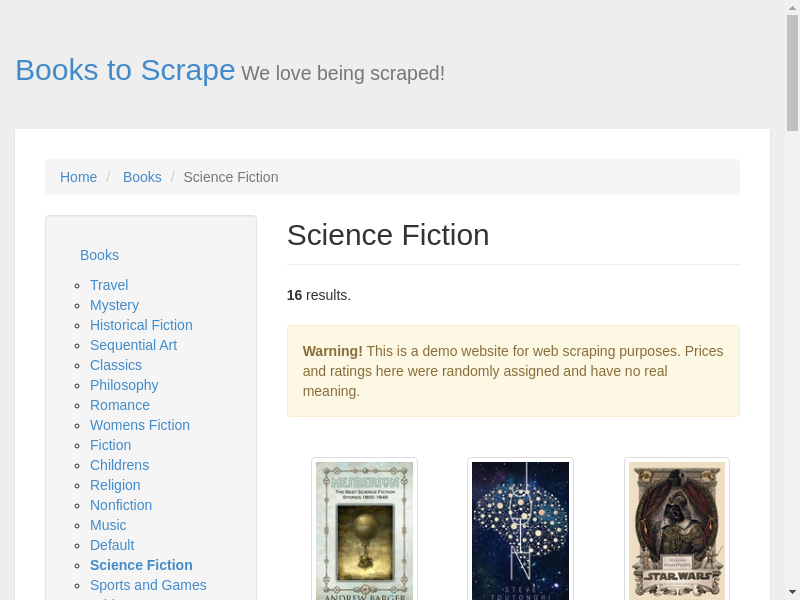 Books to Scrape We love being scraped!
Home / Books / Science Fiction
Books
Travel
Mystery
Historical Fiction
Sequential Art
Classics
Philosophy
Romance
Womens Fiction
Fiction
Childrens
Religion
Nonfiction
Music
Default
Science Fiction
Sports and Games
Science Fiction
16 results.
Warning! This is a demo website for web scraping purposes. Prices
and ratings here were randomly assigned and have no real
meaning.
MESAERION
THE BEST SCIENCE FICTION
STORIES 1800-1849
ANDREW BARGER
JOIN
STEVE
TOUTONGHI
STAR WARS